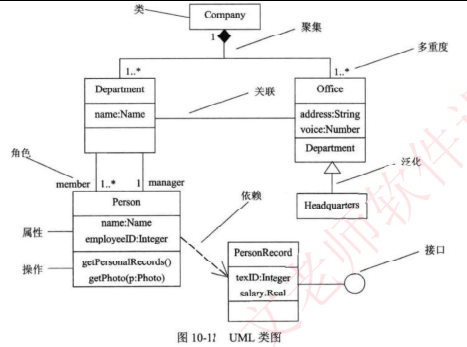 类
Company
1
聚集
1..*
1..*
多重度
Department
Office
name:Name
关联
address:String
voice:Number
Department
角色
泛化
member
1..*
1
manager
依赖
Headquarters
Person
属性
name:Name
employeeID:Integer
PersonRecord
接口
操作
getPersonalRecords()
getPhoto(p:Photo)
texID:Integer
salary:Real
图 10-11 UML 类图
文老师软件